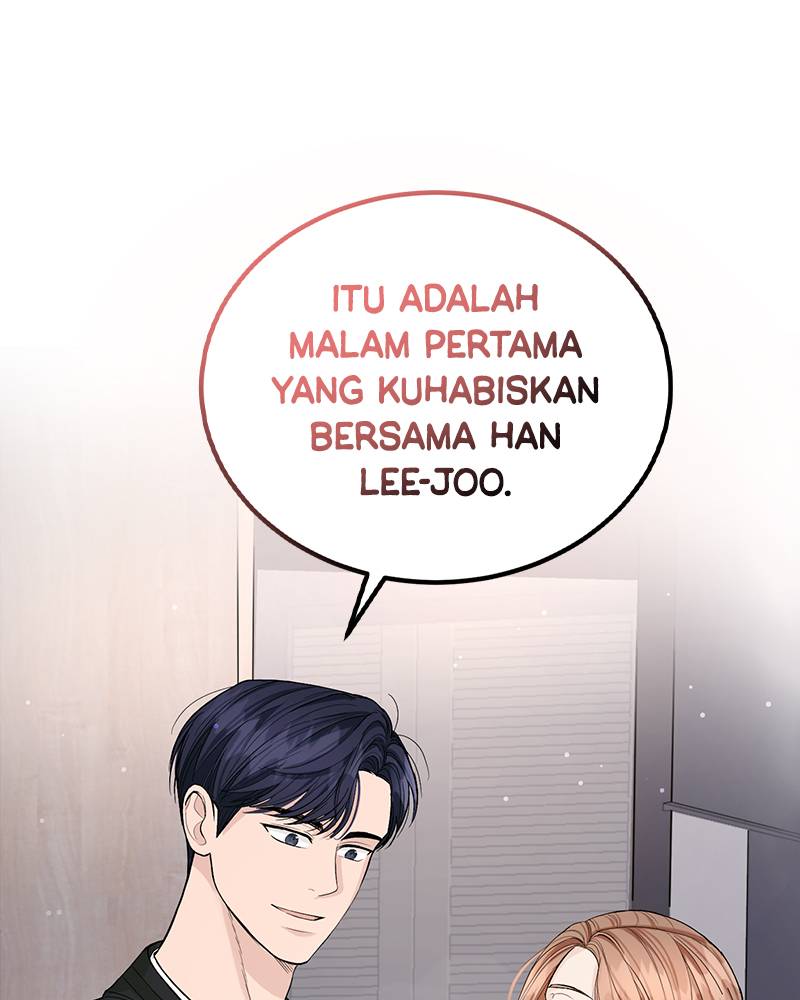 ITU ADALAH
MALAM PERTAMA
YANG KUHABISKAN
BERSAMA HAN
LEE-JOO.